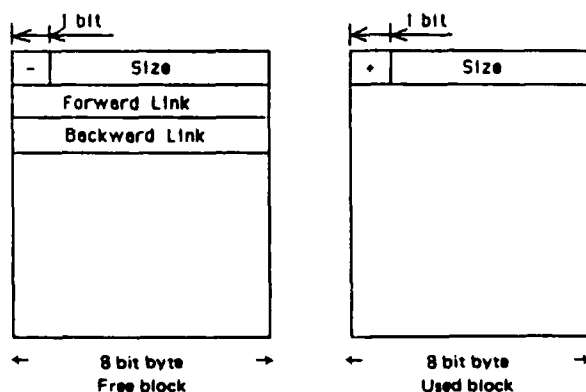 1 bit
1 bit
- Size
+ Size
Forward Link
Backward Link
8 bit byte
8 bit byte
Free block
Used block